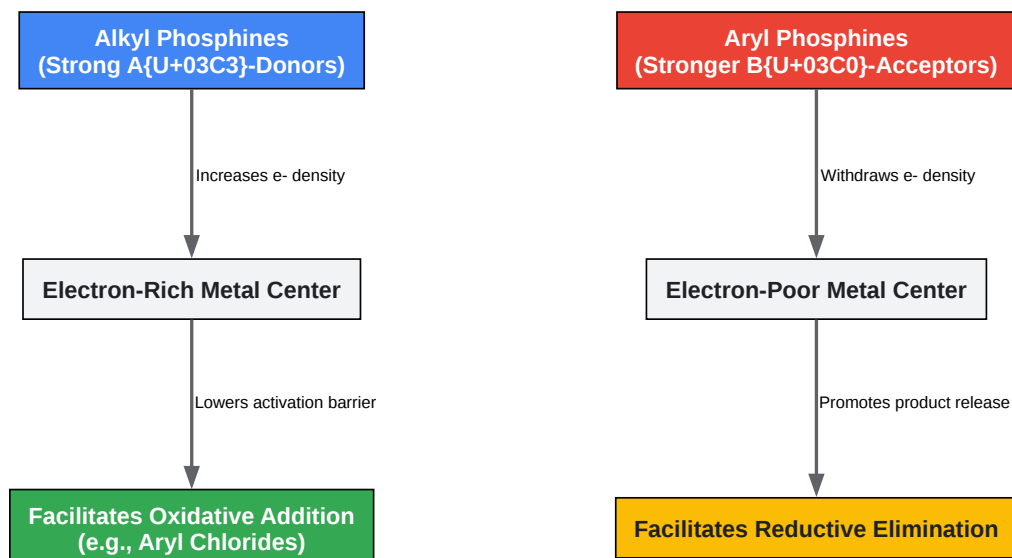 Alkyl Phosphines
(Strong A{U+03C3}-Donors)
Increases e- density
Electron-Rich Metal Center
Lowers activation barrier
Facilitates Oxidative Addition
(e.g., Aryl Chlorides)
Aryl Phosphines
(Stronger B{U+03C0}-Acceptors)
Withdraws e- density
Electron-Poor Metal Center
Promotes product release
Facilitates Reductive Elimination